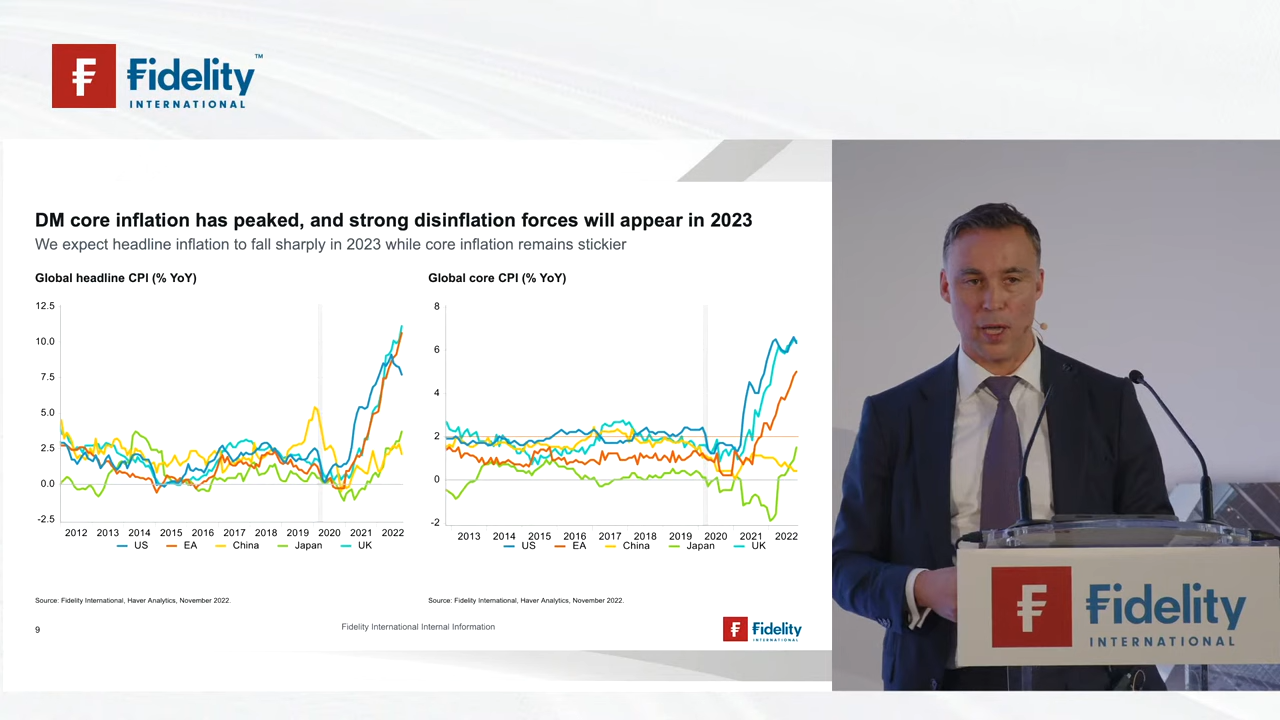 Fidelity™
INTERNATIONAL
DM core inflation has peaked, and strong disinflation forces will appear in 2023
We expect headline inflation to fall sharply in 2023 while core inflation remains stickier
Global headline CPI (% YoY)
12.5
10.0
7.5
5.0
2.5
0.0
-2.5
2012 2013 2014 2015 2016 2017 2018 2019 2020 2021 2022
US EA China Japan UK
Source: Fidelity International, Haver Analytics, November 2022.
Global core CPI (% YoY)
8
6
4
2
0
-2
2013 2014 2015 2016 2017 2018 2019 2020 2021 2022
US EA China Japan UK
Source: Fidelity International, Haver Analytics, November 2022.
9
Fidelity International Internal Information
Fidelity
INTERNATIONAL
Fidelity
INTERNATIONAL